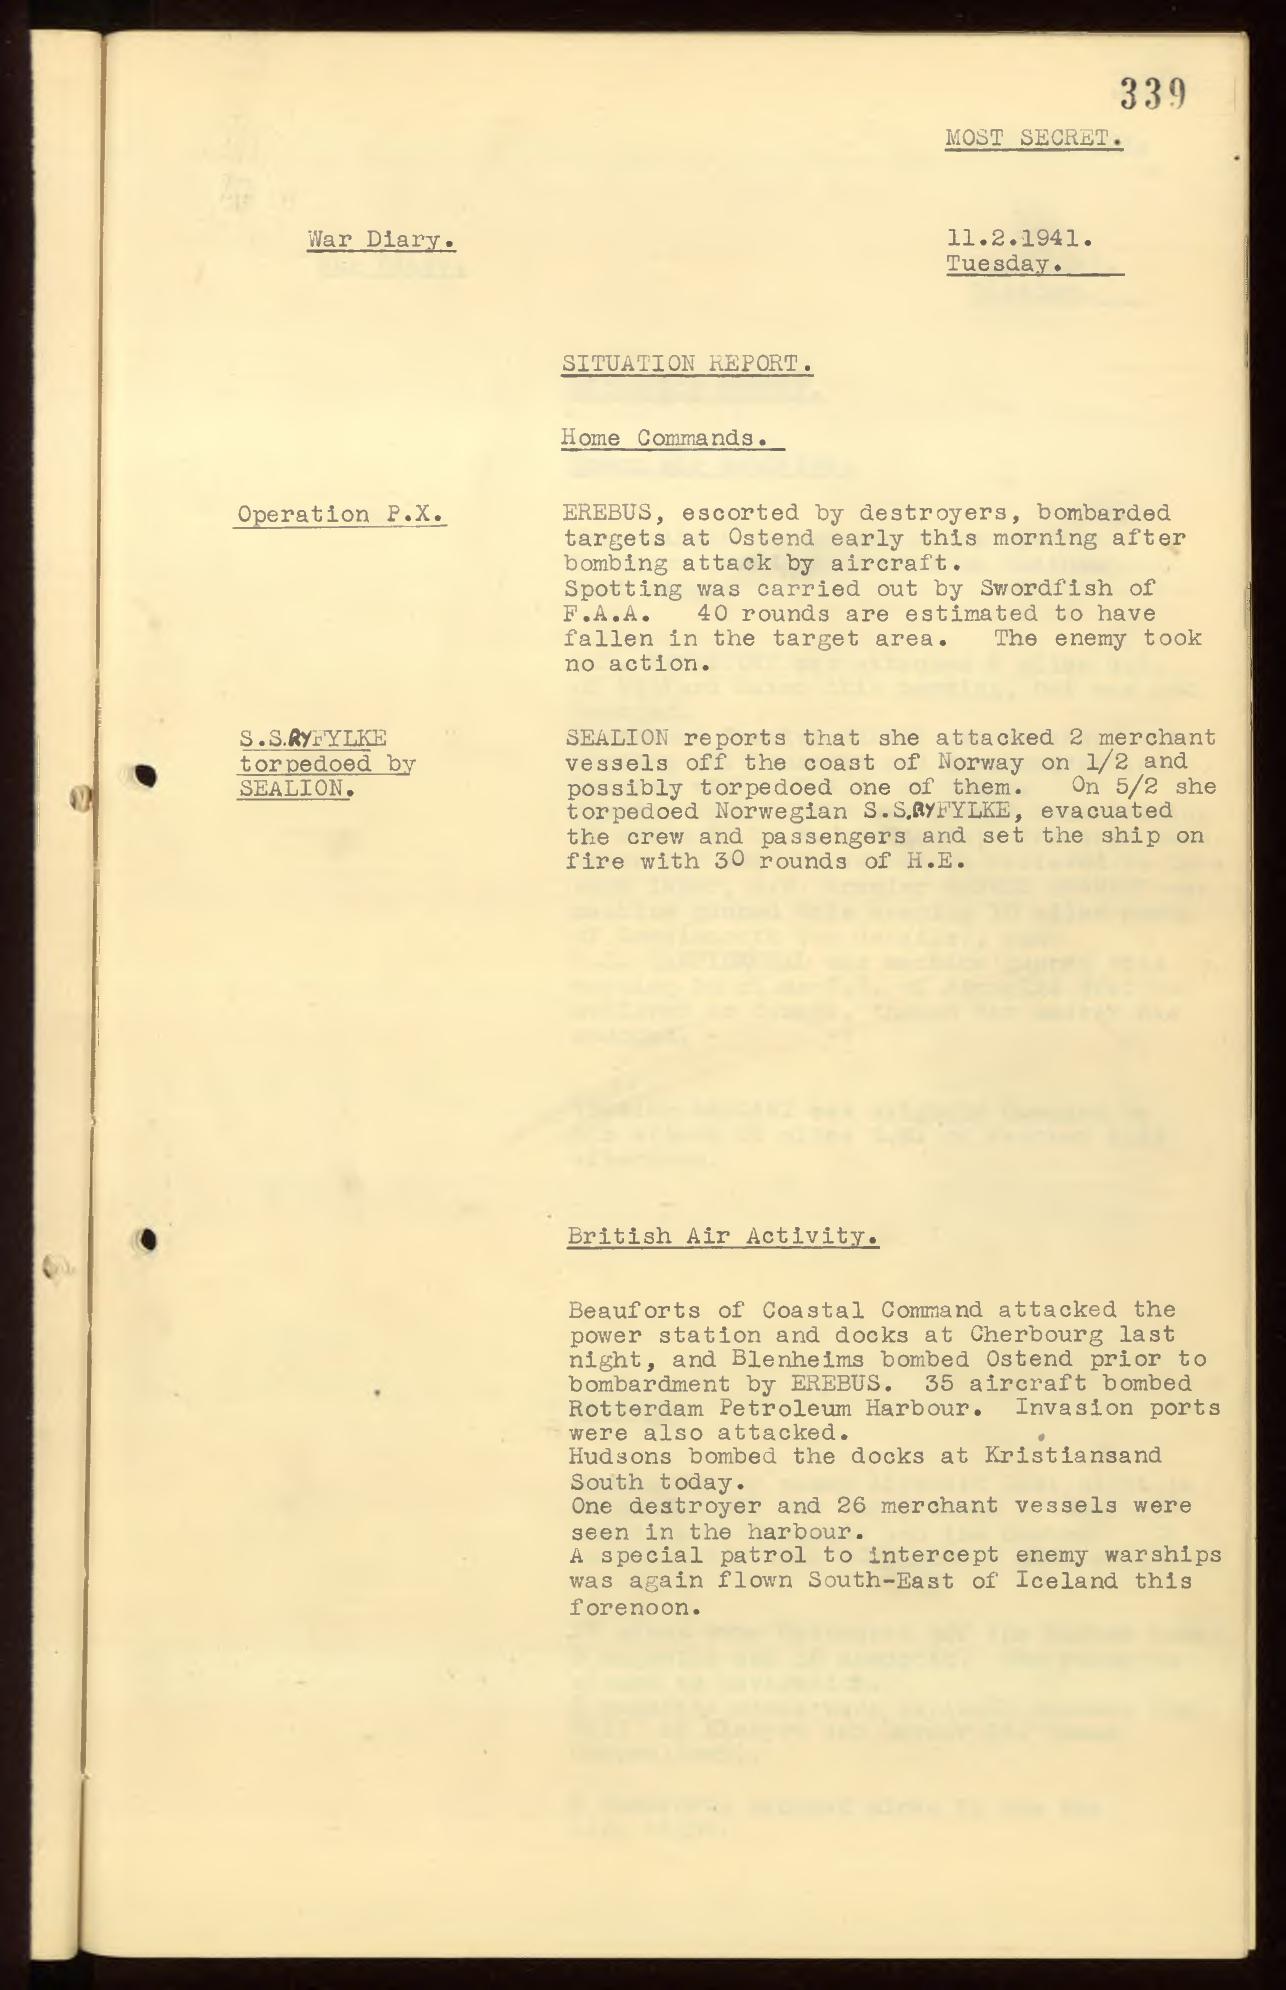 339
MOST SECRET.
War Diary.
11.2.1941.
Tuesday.
SITUATION REPORT.
Home Commands.
Operation P.X.
EREBUS, escorted by destroyers, bombarded
targets at Ostend early this morning after
bombing attack by aircraft.
Spotting was carried out by Swordfish of
F.A.A.   40 rounds are estimated to have
fallen in the target area.   The enemy took
no action.
S.S.RYFYLKE
torpedoed by
SEALION.
SEALION reports that she attacked 2 merchant
vessels off the coast of Norway on 1/2 and
possibly torpedoed one of them.   On 5/2 she
torpedoed Norwegian S.S.RYFYLKE, evacuated
the crew and passengers and set the ship on
fire with 30 rounds of H.E.
British Air Activity.
Beauforts of Coastal Command attacked the
power station and docks at Cherbourg last
night, and Blenheims bombed Ostend prior to
bombardment by EREBUS.  35 aircraft bombed
Rotterdam Petroleum Harbour.  Invasion ports
were also attacked.
Hudsons bombed the docks at Kristiansand
South today.
One destroyer and 26 merchant vessels were
seen in the harbour.
A special patrol to intercept enemy warships
was again flown South-East of Iceland this
forenoon.